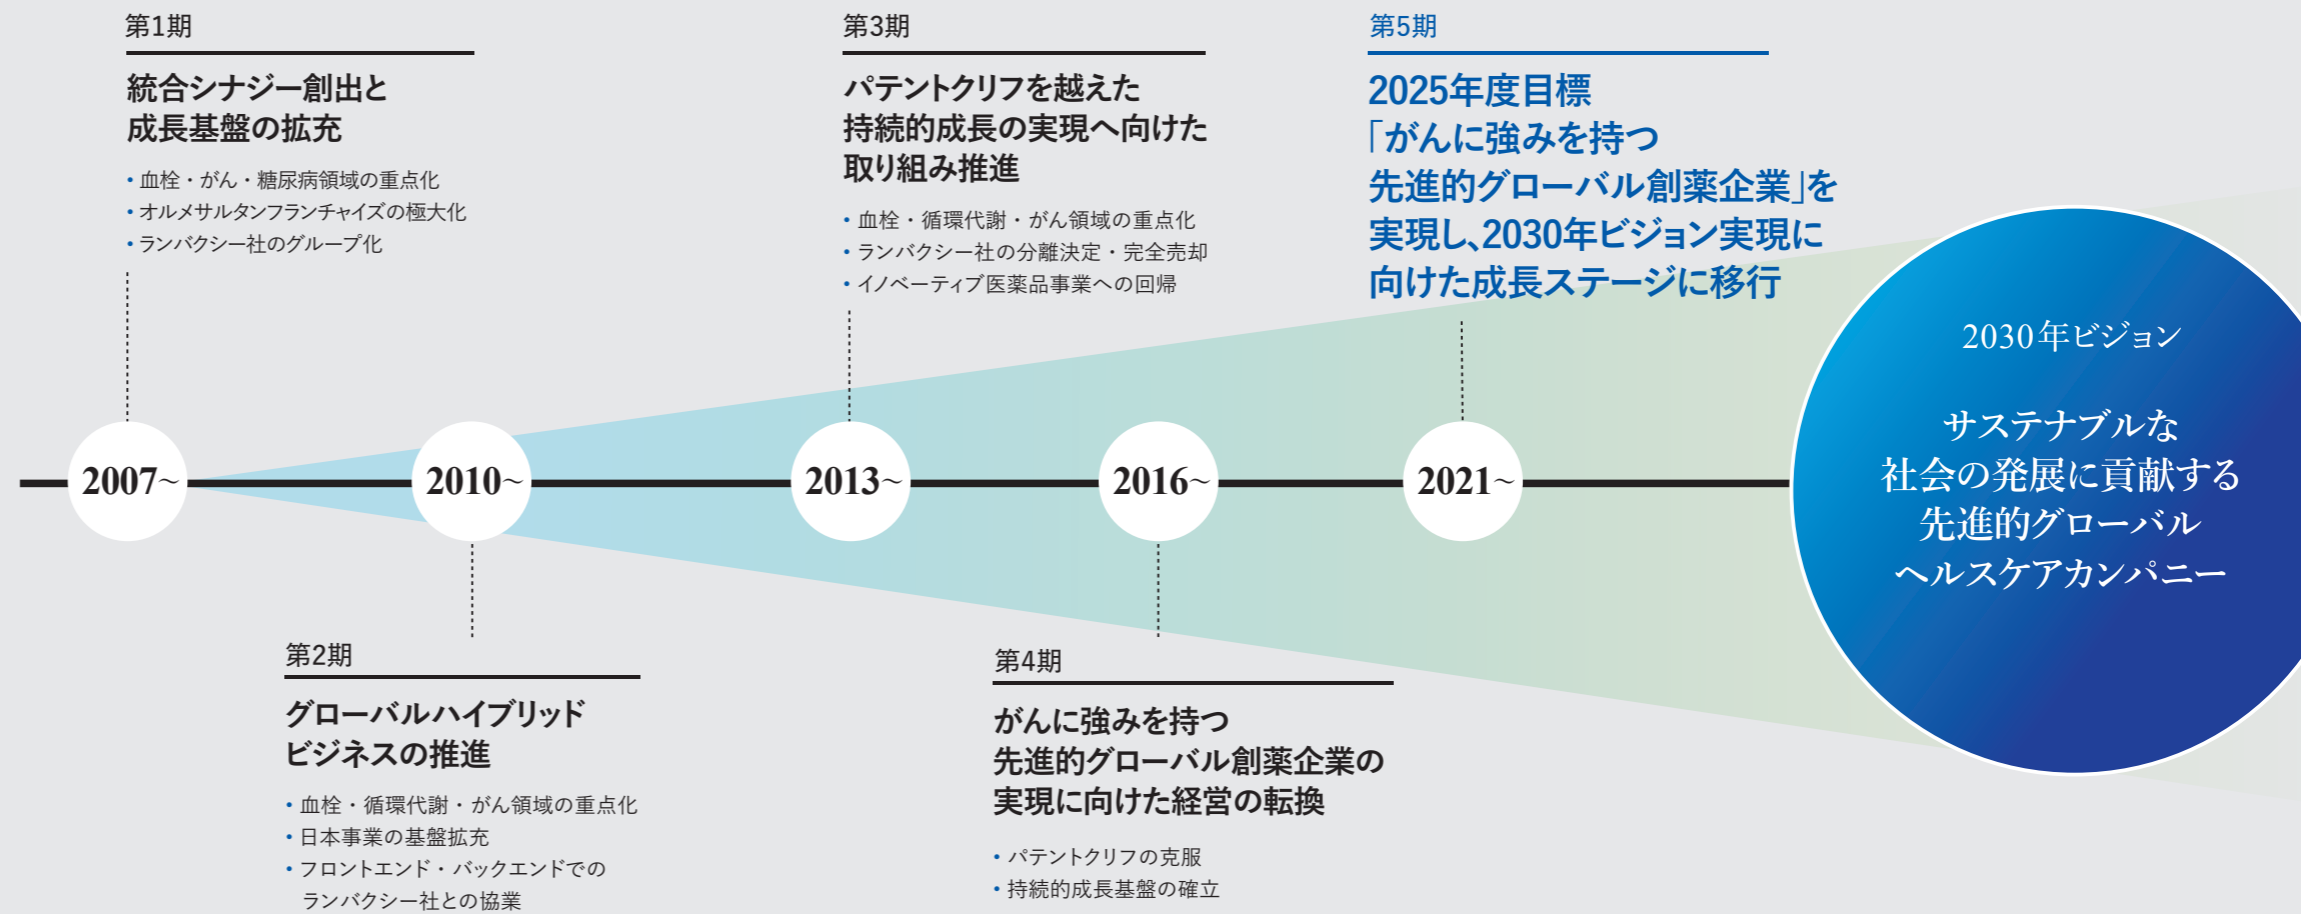 第1期
統合シナジー創出と
成長基盤の拡充
• 血栓・がん・糖尿病領域の重点化
• オルメサルタンフランチャイズの極大化
• ランバクシー社のグループ化
第3期
パテントクリフを越えた
持続的成長の実現へ向けた
取り組み推進
• 血栓・循環代謝・がん領域の重点化
• ランバクシー社の分離決定・完全売却
• イノベーティブ医薬品事業への回帰
第5期
2025年度目標
「がんに強みを持つ
先進的グローバル創薬企業」を
実現し、2030年ビジョン実現に
向けた成長ステージに移行
2007～
2010～
2013～
2016～
2021～
2030年ビジョン
サステナブルな
社会の発展に貢献する
先進的グローバル
ヘルスケアカンパニー
第2期
グローバルハイブリッド
ビジネスの推進
• 血栓・循環代謝・がん領域の重点化
• 日本事業の基盤拡充
• フロントエンド・バックエンドでの
ランバクシー社との協業
第4期
がんに強みを持つ
先進的グローバル創薬企業の
実現に向けた経営の転換
• パテントクリフの克服
• 持続的成長基盤の確立